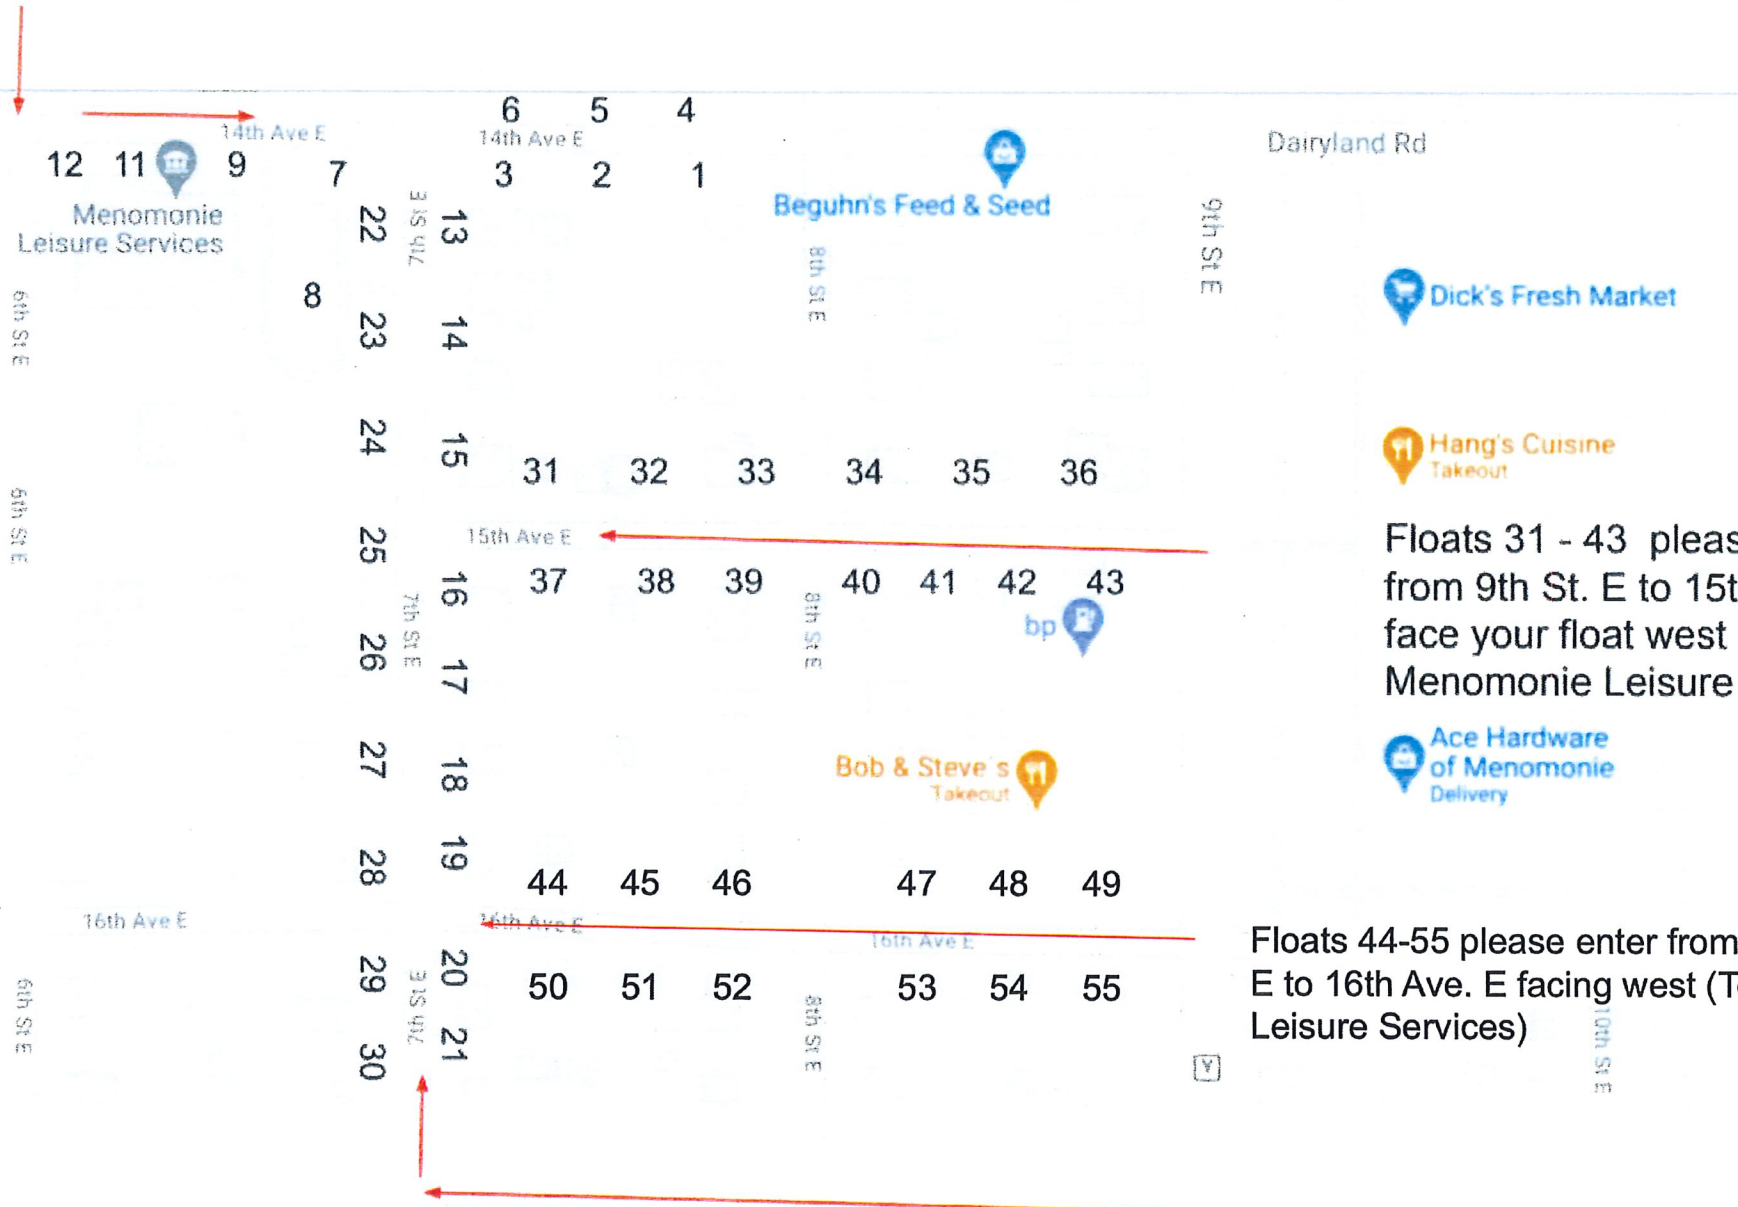 6 5 4
14th Ave E
14th Ave E
Dairyland Rd
12 11 9 7
3 2 1
Menomonie
Leisure Services
Beguhn's Feed & Seed
22
7th St E
13
8th St E
9th St E
6th St E
8
23
14
Dick's Fresh Market
24
15
31 32 33 34 35 36
Hang's Cuisine
Takeout
6th St E
25
15th Ave E
Floats 31 - 43 pleas
from 9th St. E to 15t
face your float west
Menomonie Leisure
16
37 38 39 40 41 42 43
7th St E
8th St E
bp
26
17
27
18
Bob & Steve's
Takeout
Ace Hardware
of Menomonie
Delivery
28
19
44 45 46 47 48 49
16th Ave E
16th Ave E
16th Ave E
Floats 44-55 please enter from
E to 16th Ave. E facing west (T
Leisure Services)
29
20
50 51 52 53 54 55
6th St E
7th St E
8th St E
10th St E
30
21
Y